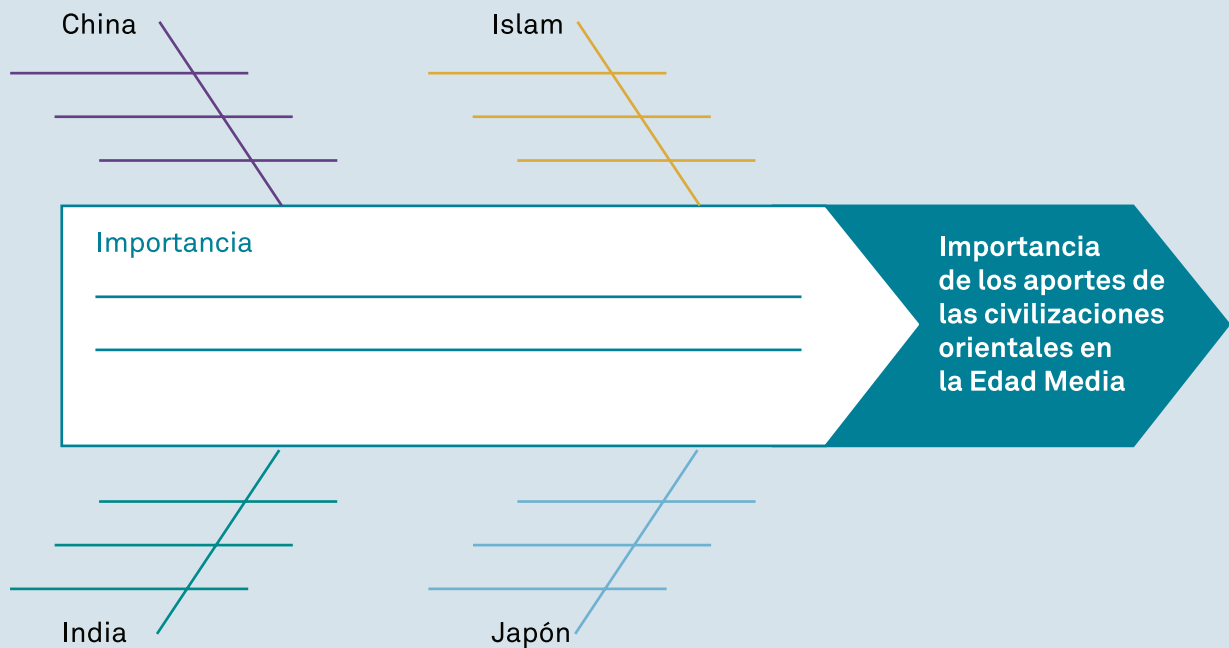 China
Islam
Importancia
Importancia
de los aportes de
las civilizaciones
orientales en
la Edad Media
India
Japón